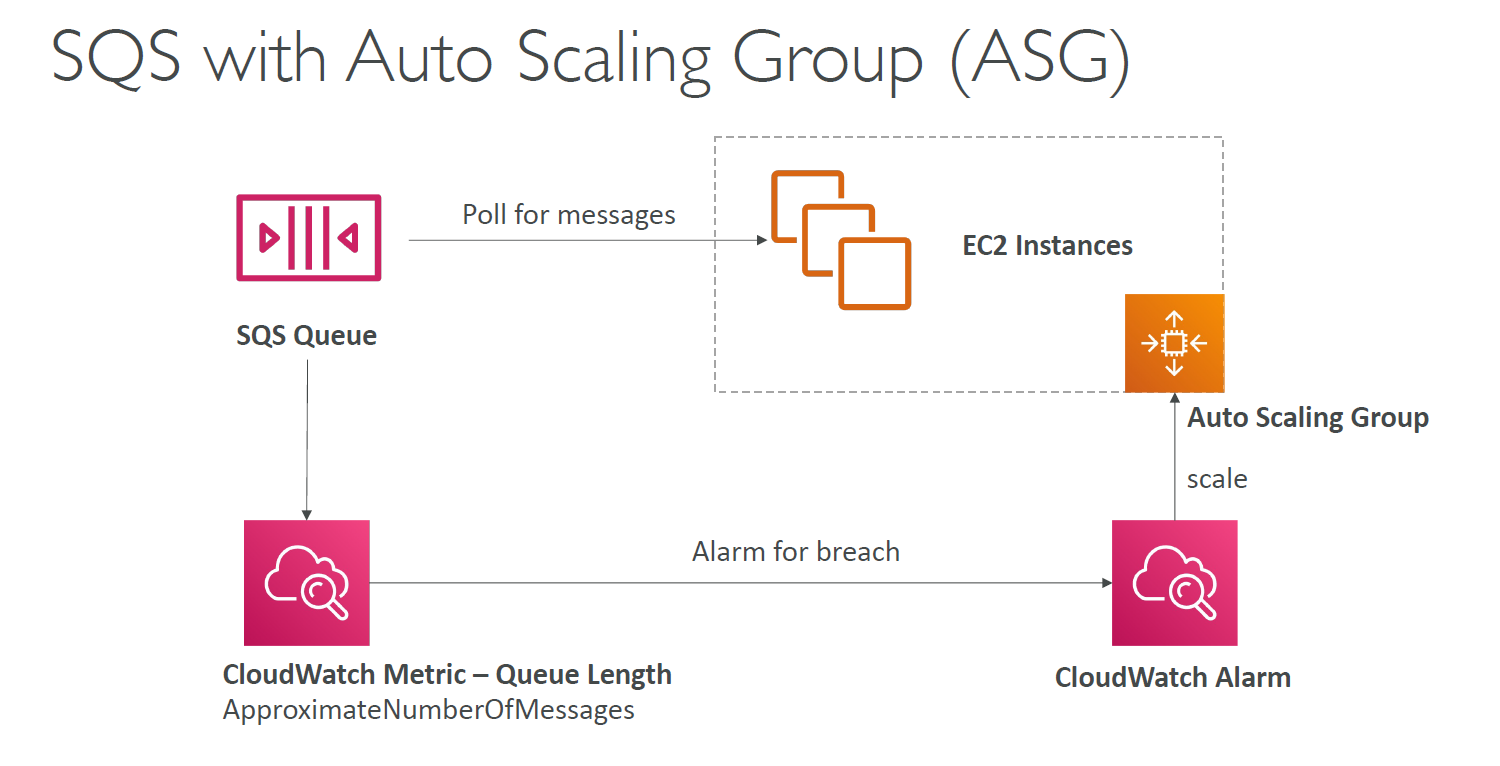 SQS with Auto Scaling Group (ASG)
Poll for messages
EC2 Instances
SQS Queue
Auto Scaling Group
scale
Alarm for breach
CloudWatch Metric – Queue Length
ApproximateNumberOfMessages
CloudWatch Alarm